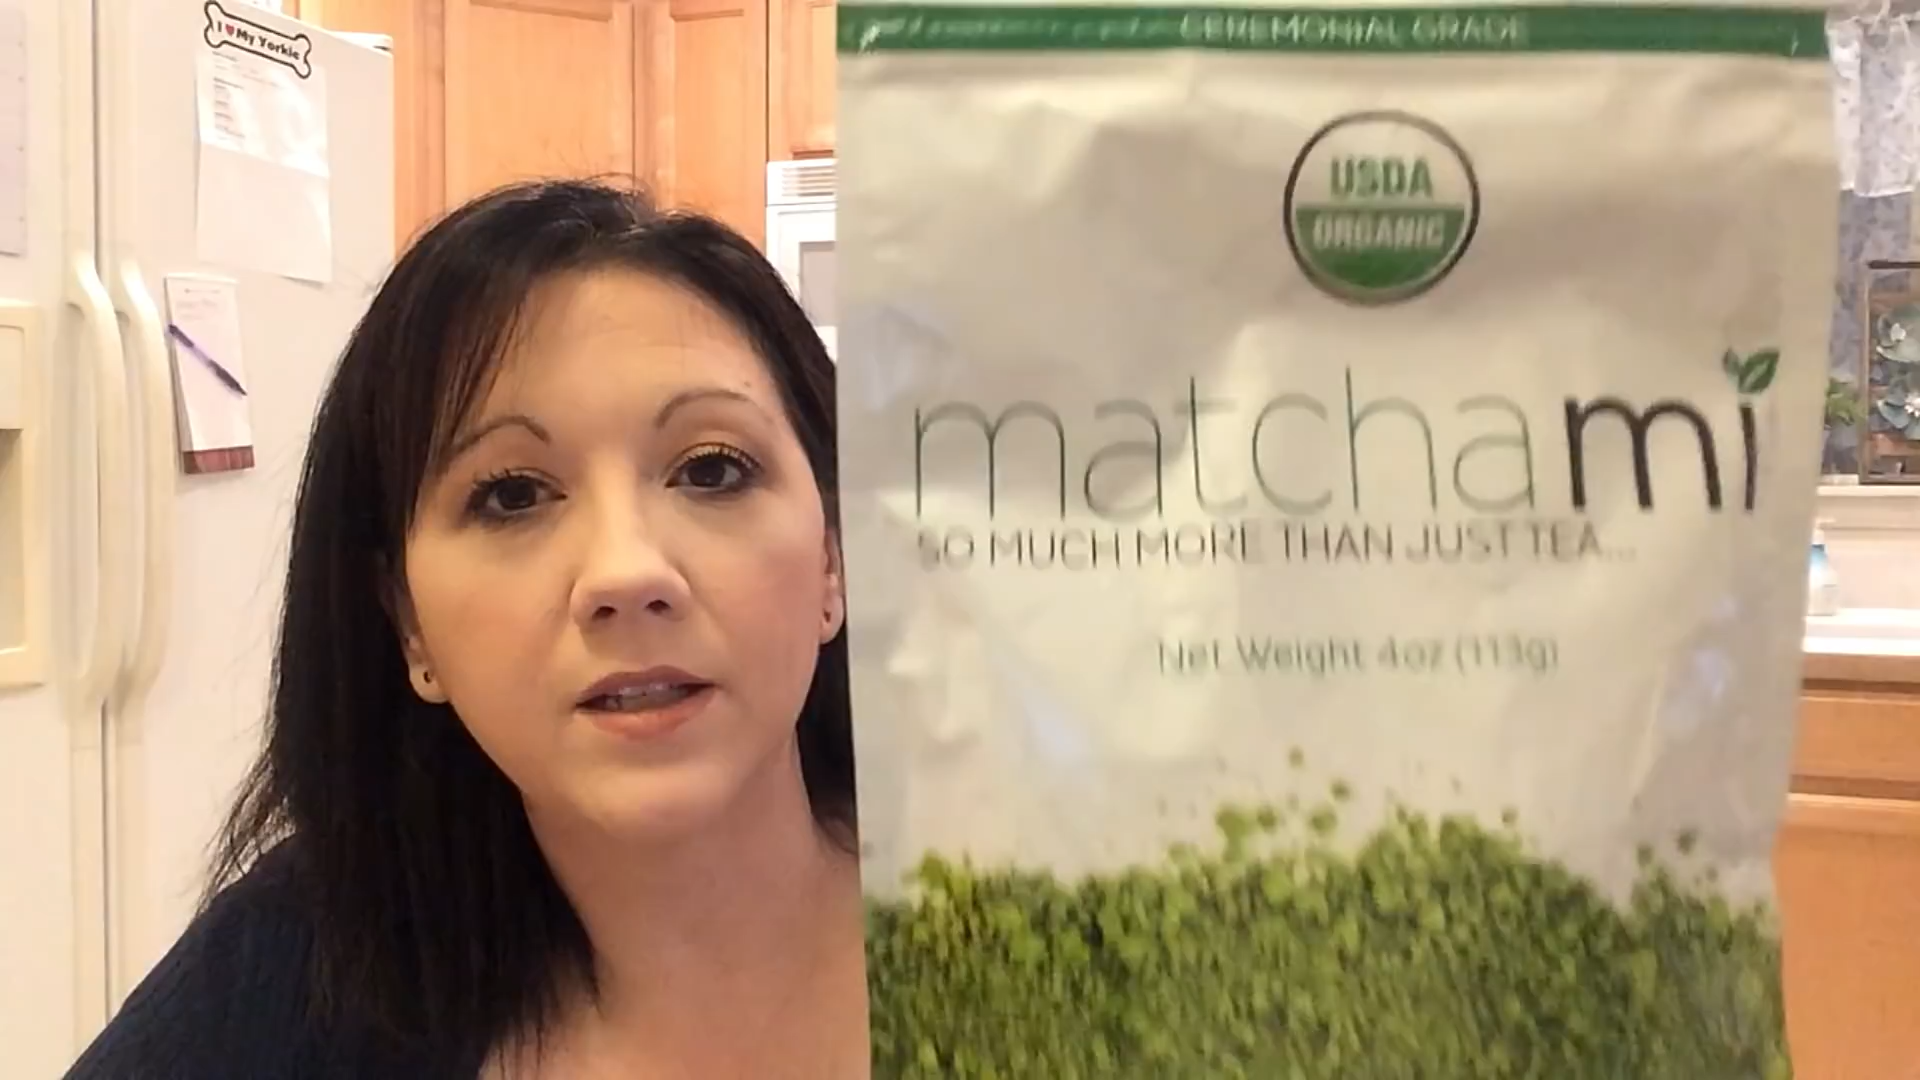 I ♥ My Yorkie
CEREMONIAL GRADE
USDA
ORGANIC
matchami
SO MUCH MORE THAN JUST TEA...
Net Weight 4oz (113g)